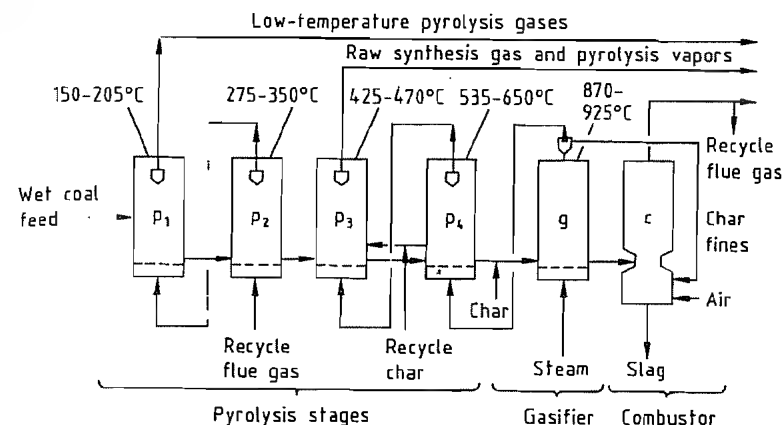 Low-temperature pyrolysis gases
Raw synthesis gas and pyrolysis vapors
150-205°C
275-350°C
425-470°C
535-650°C
870-
925°C
Recycle
flue gas
Wet coal
feed
P₁
P₂
P₃
P₄
g
c
Char
fines
Char
Air
Recycle
flue gas
Recycle
char
Steam
Slag
Pyrolysis stages
Gasifier
Combustor